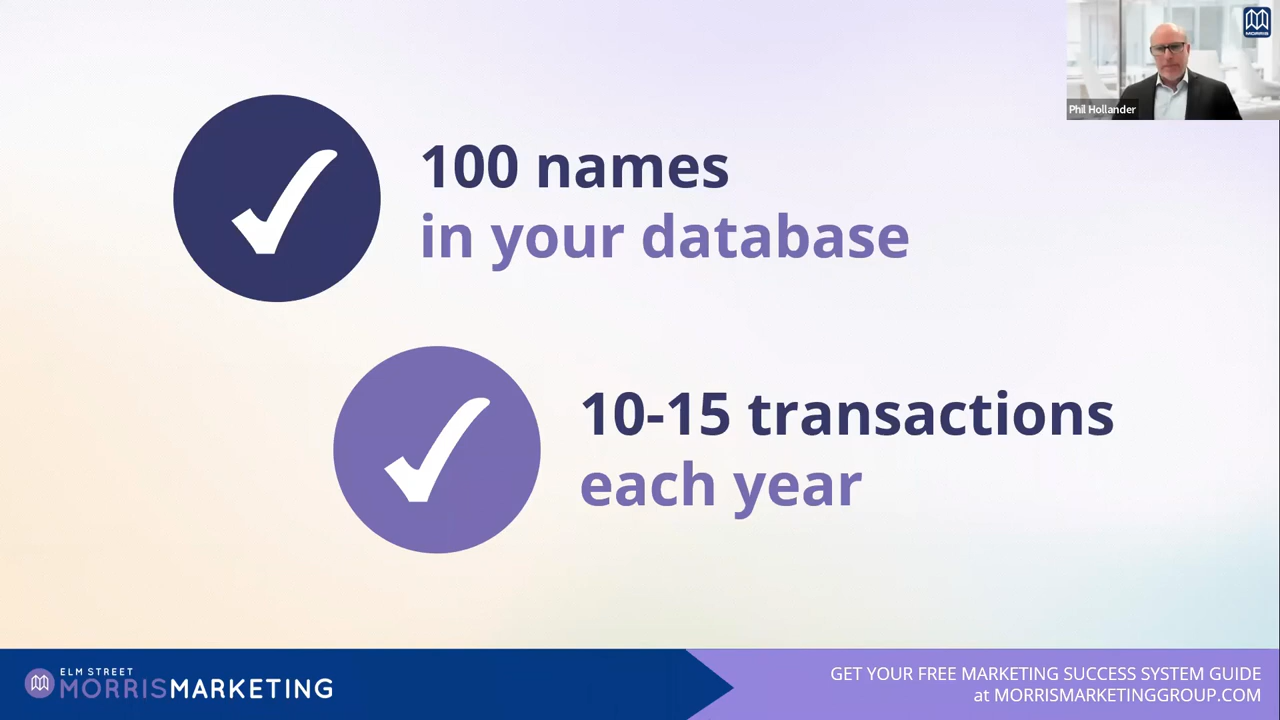 MORRIS
Phil Hollander
100 names
in your database
10-15 transactions
each year
ELM STREET
MORRISMARKETING
GET YOUR FREE MARKETING SUCCESS SYSTEM GUIDE
at MORRISMARKETINGGROUP.COM